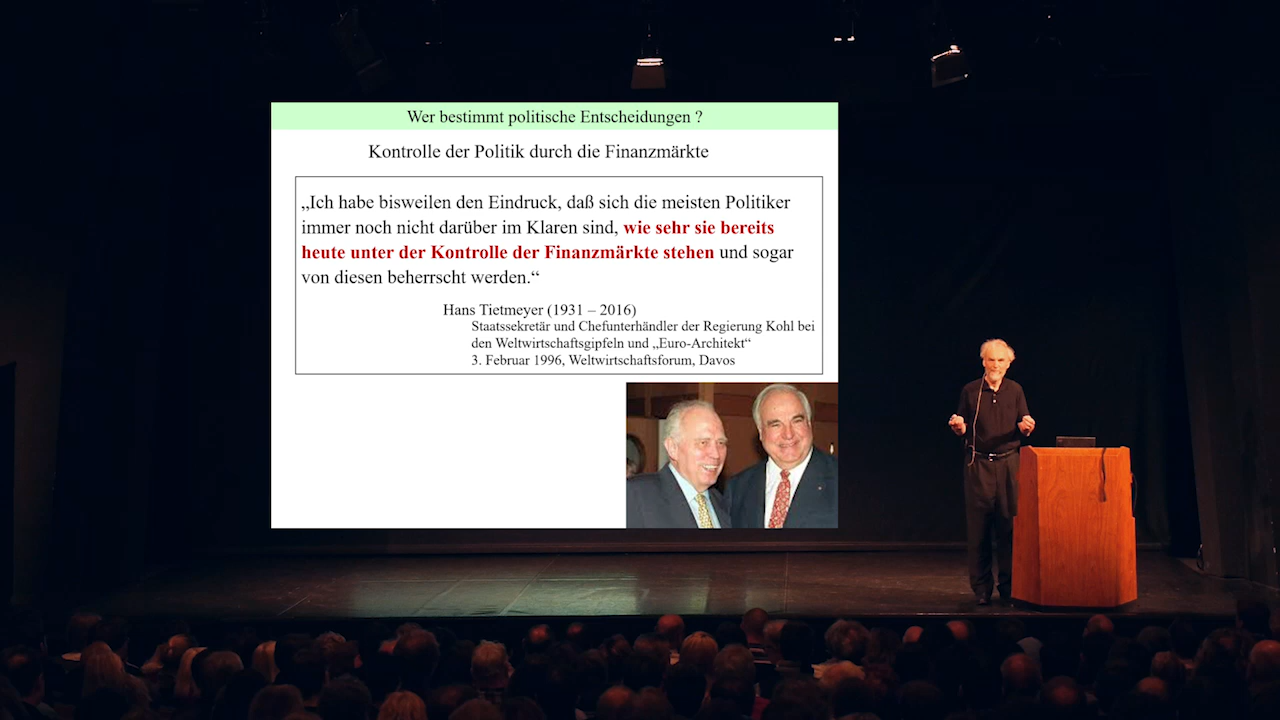 Wer bestimmt politische Entscheidungen ?
Kontrolle der Politik durch die Finanzmärkte
„Ich habe bisweilen den Eindruck, daß sich die meisten Politiker
immer noch nicht darüber im Klaren sind, wie sehr sie bereits
heute unter der Kontrolle der Finanzmärkte stehen und sogar
von diesen beherrscht werden.“
Hans Tietmeyer (1931 – 2016)
Staatssekretär und Chefunterhändler der Regierung Kohl bei
den Weltwirtschaftsgipfeln und „Euro-Architekt“
3. Februar 1996, Weltwirtschaftsforum, Davos